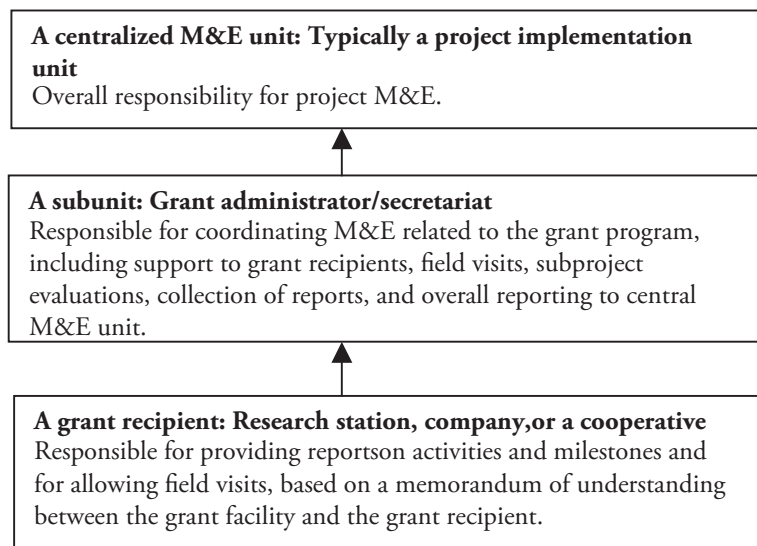 A centralized M&E unit: Typically a project implementation
unit
Overall responsibility for project M&E.
A subunit: Grant administrator/secretariat
Responsible for coordinating M&E related to the grant program,
including support to grant recipients, field visits, subproject
evaluations, collection of reports, and overall reporting to central
M&E unit.
A grant recipient: Research station, company,or a cooperative
Responsible for providing reportson activities and milestones and
for allowing field visits, based on a memorandum of understanding
between the grant facility and the grant recipient.